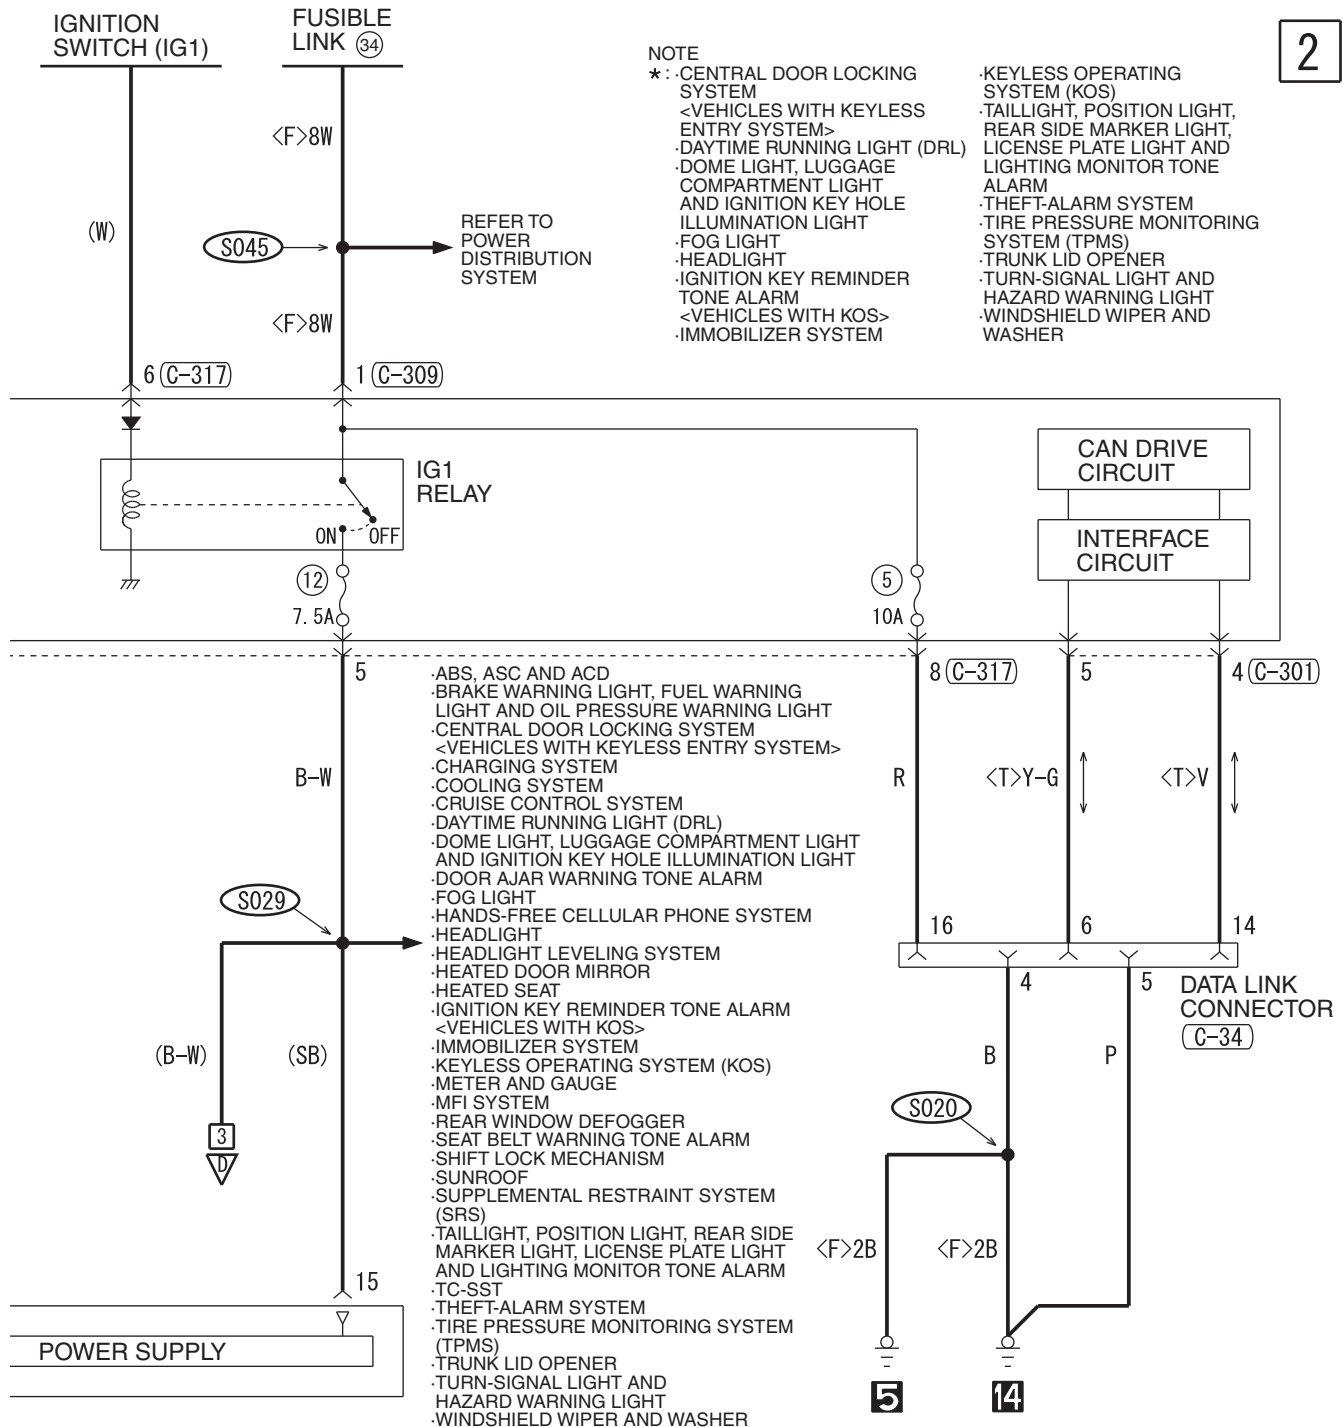 IGNITION
SWITCH (IG1)
FUSIBLE
LINK 34
2
NOTE
*: ·CENTRAL DOOR LOCKING
SYSTEM
<VEHICLES WITH KEYLESS
ENTRY SYSTEM>
·DAYTIME RUNNING LIGHT (DRL)
·DOME LIGHT, LUGGAGE
COMPARTMENT LIGHT
AND IGNITION KEY HOLE
ILLUMINATION LIGHT
·FOG LIGHT
·HEADLIGHT
·IGNITION KEY REMINDER
TONE ALARM
<VEHICLES WITH KOS>
·IMMOBILIZER SYSTEM
·KEYLESS OPERATING
SYSTEM (KOS)
·TAILLIGHT, POSITION LIGHT,
REAR SIDE MARKER LIGHT,
LICENSE PLATE LIGHT AND
LIGHTING MONITOR TONE
ALARM
·THEFT-ALARM SYSTEM
·TIRE PRESSURE MONITORING
SYSTEM (TPMS)
·TRUNK LID OPENER
·TURN-SIGNAL LIGHT AND
HAZARD WARNING LIGHT
·WINDSHIELD WIPER AND
WASHER
<F>8W
(W)
S045
REFER TO
POWER
DISTRIBUTION
SYSTEM
<F>8W
6 (C-317)
1 (C-309)
IG1
RELAY
ON OFF
CAN DRIVE
CIRCUIT
INTERFACE
CIRCUIT
12
7.5A
5
10A
5
8 (C-317)
5
4 (C-301)
·ABS, ASC AND ACD
·BRAKE WARNING LIGHT, FUEL WARNING
LIGHT AND OIL PRESSURE WARNING LIGHT
·CENTRAL DOOR LOCKING SYSTEM
<VEHICLES WITH KEYLESS ENTRY SYSTEM>
·CHARGING SYSTEM
·COOLING SYSTEM
·CRUISE CONTROL SYSTEM
·DAYTIME RUNNING LIGHT (DRL)
·DOME LIGHT, LUGGAGE COMPARTMENT LIGHT
AND IGNITION KEY HOLE ILLUMINATION LIGHT
·DOOR AJAR WARNING TONE ALARM
·FOG LIGHT
·HANDS-FREE CELLULAR PHONE SYSTEM
·HEADLIGHT
·HEADLIGHT LEVELING SYSTEM
·HEATED DOOR MIRROR
·HEATED SEAT
·IGNITION KEY REMINDER TONE ALARM
<VEHICLES WITH KOS>
·IMMOBILIZER SYSTEM
·KEYLESS OPERATING SYSTEM (KOS)
·METER AND GAUGE
·MFI SYSTEM
·REAR WINDOW DEFOGGER
·SEAT BELT WARNING TONE ALARM
·SHIFT LOCK MECHANISM
·SUNROOF
·SUPPLEMENTAL RESTRAINT SYSTEM
(SRS)
·TAILLIGHT, POSITION LIGHT, REAR SIDE
MARKER LIGHT, LICENSE PLATE LIGHT
AND LIGHTING MONITOR TONE ALARM
·TC-SST
·THEFT-ALARM SYSTEM
·TIRE PRESSURE MONITORING SYSTEM
(TPMS)
·TRUNK LID OPENER
·TURN-SIGNAL LIGHT AND
HAZARD WARNING LIGHT
·WINDSHIELD WIPER AND WASHER
B-W
R
<T>Y-G
<T>V
S029
16
6
14
4
5
DATA LINK
CONNECTOR
(C-34)
(B-W)
(SB)
B
P
3
D
S020
<F>2B
<F>2B
15
POWER SUPPLY
5
14